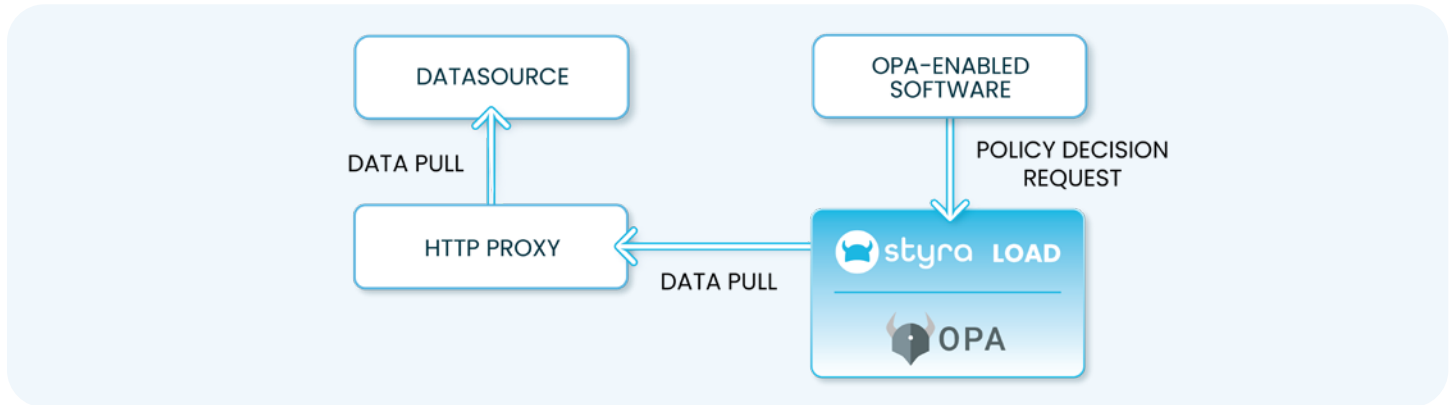 DATASOURCE
OPA-ENABLED
SOFTWARE
DATA PULL
POLICY DECISION
REQUEST
HTTP PROXY
styra LOAD
DATA PULL
OPA